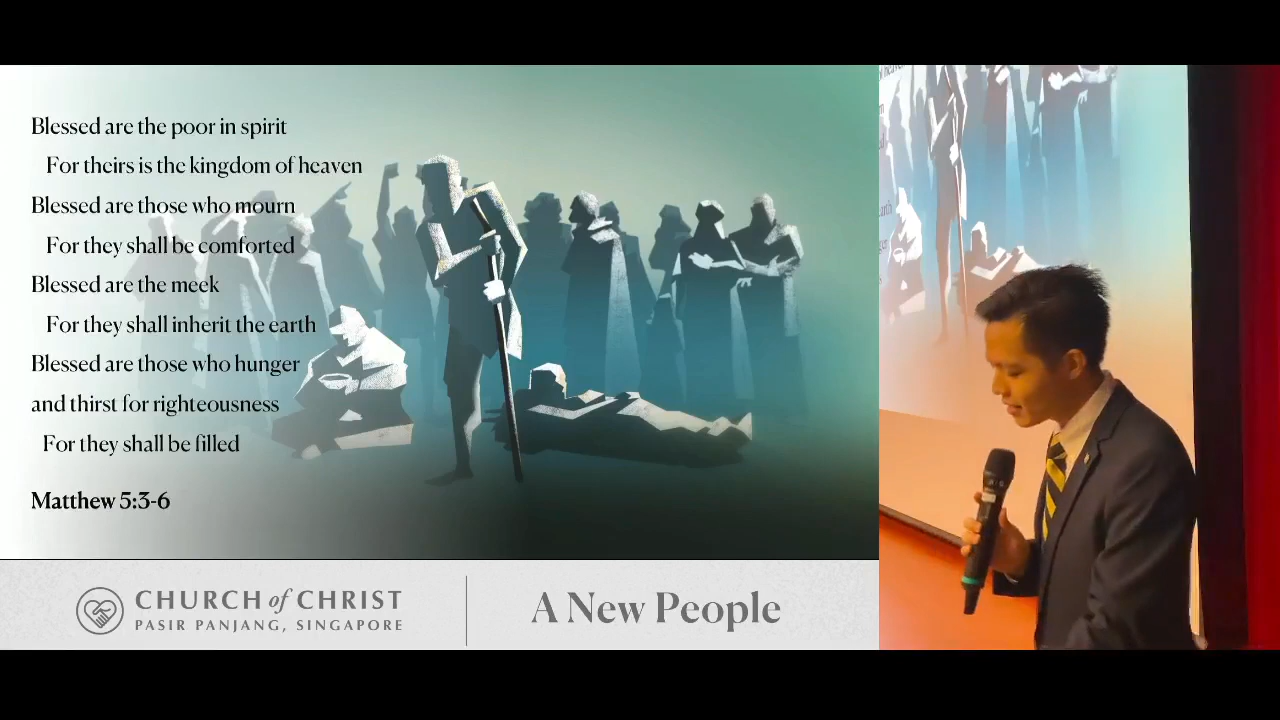 Blessed are the poor in spirit
For theirs is the kingdom of heaven
Blessed are those who mourn
For they shall be comforted
Blessed are the meek
For they shall inherit the earth
Blessed are those who hunger
and thirst for righteousness
For they shall be filled
Matthew 5:3-6
CHURCH of CHRIST
PASIR PANJANG, SINGAPORE
A New People